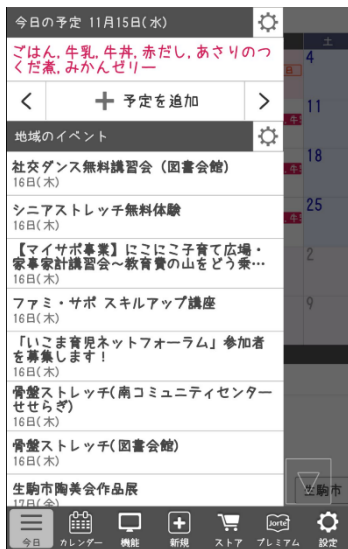 今日の予定 11月15日(水)
ごはん, 牛乳, 牛丼, 赤だし, あさりのつ
くだ煮, みかんゼリー
予定を追加
地域のイベント
社交ダンス無料講習会（図書会館）
16日(木)
シニアストレッチ無料体験
16日(木)
【マイサポ事業】にこにこ子育て広場・
家事家計講習会～教育費の山をどう乗…
16日(木)
ファミ・サポ スキルアップ講座
16日(木)
「いこま育児ネットフォーラム」参加者
を募集します！
16日(木)
骨盤ストレッチ(南コミュニティセンター
せせらぎ)
16日(木)
骨盤ストレッチ(図書会館)
16日(木)
生駒市陶美会作品展
17日(金)
土
4
11
18
25
2
9
生駒市
今日
カレンダー
機能
新規
ストア
Jorte
プレミアム
設定